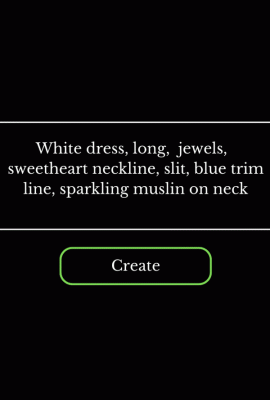 White dress, long,  jewels,
sweetheart neckline, slit, blue trim
line, sparkling muslin on neck
Create